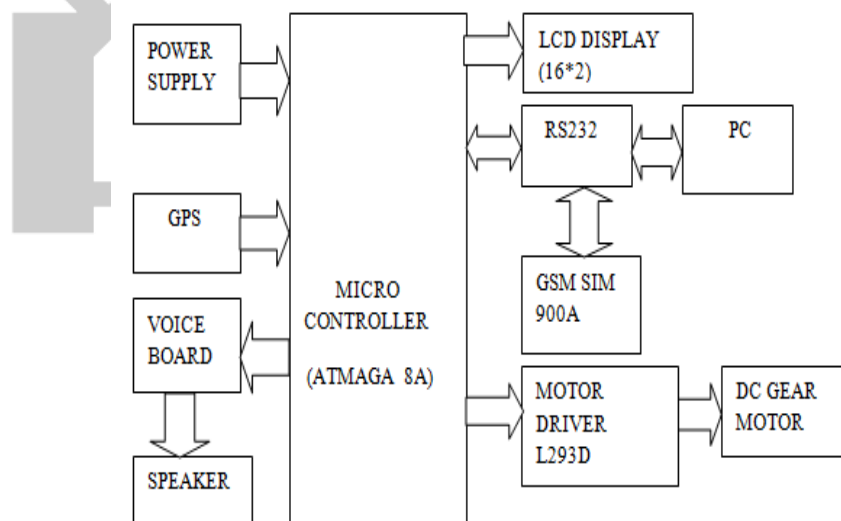 POWER
SUPPLY
LCD DISPLAY
(16*2)
RS232
PC
GPS
GSM SIM
900A
MICRO
CONTROLLER
(ATMAGA 8A)
VOICE
BOARD
MOTOR
DRIVER
L293D
DC GEAR
MOTOR
SPEAKER